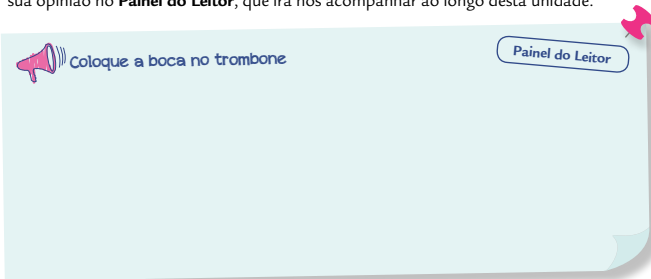 sua opinião no Painel do Leitor, que irá nos acompanhar ao longo desta unidade.
Coloque a boca no trombone
Painel do Leitor